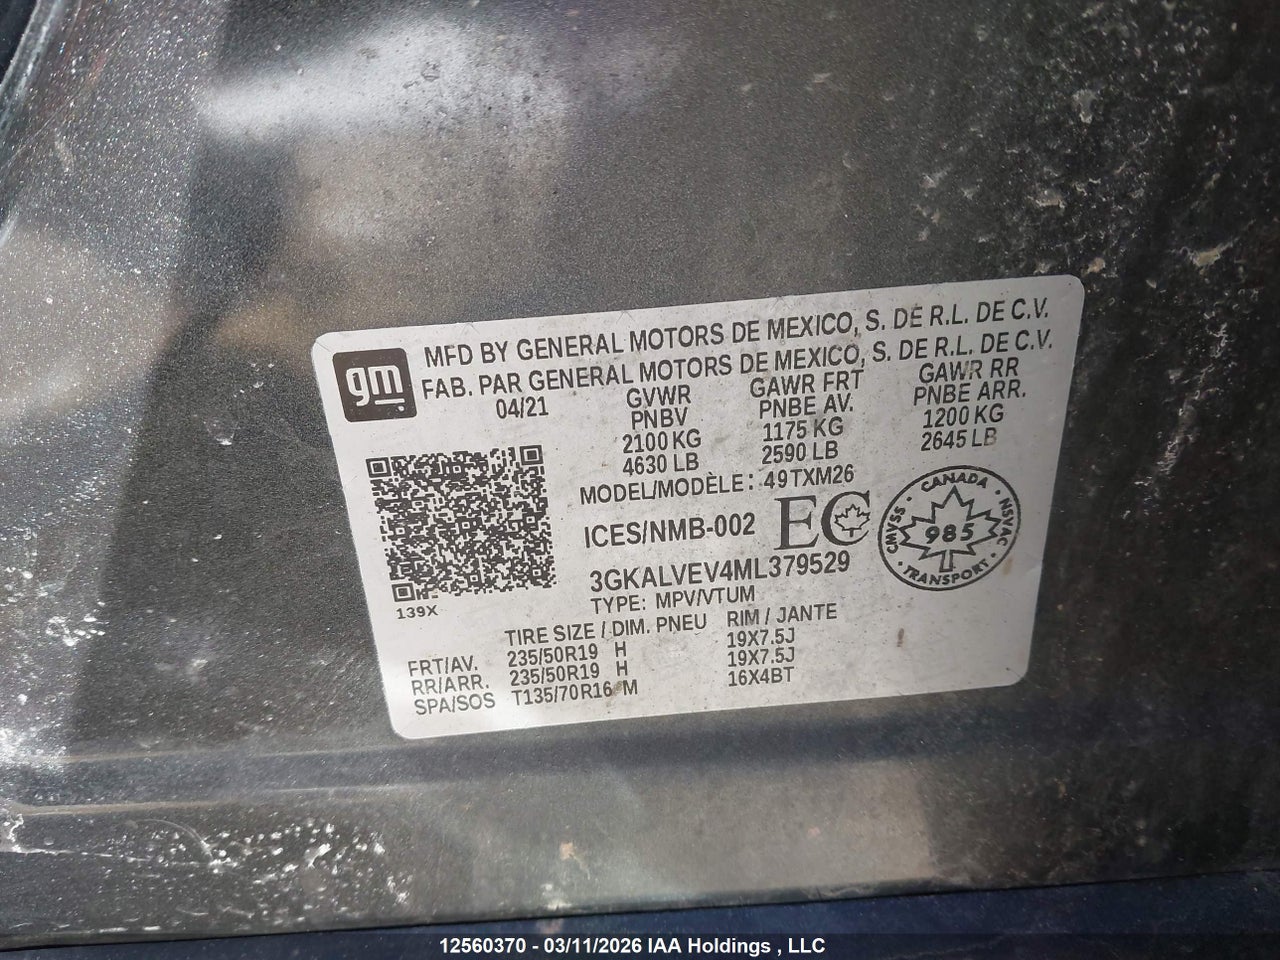 gm
MFD BY GENERAL MOTORS DE MEXICO, S. DE R.L. DE C.V.
FAB. PAR GENERAL MOTORS DE MEXICO, S. DE R.L. DE C.V.
04/21 GVWR GAWR FRT GAWR RR
PNBV PNBE AV. PNBE ARR.
2100 KG 1175 KG 1200 KG
4630 LB 2590 LB 2645 LB
MODEL/MODÈLE : 49TXM26
ICES/NMB-002 EC
CANADA
CMVSS 985 NSVAC
TRANSPORT
3GKALVEV4ML379529
139X TYPE: MPV/VTUM
TIRE SIZE / DIM. PNEU RIM / JANTE
FRT/AV. 235/50R19 H 19X7.5J
RR/ARR. 235/50R19 H 19X7.5J
SPA/SOS T135/70R16 M 16X4BT
12560370 - 03/11/2026 IAA Holdings , LLC